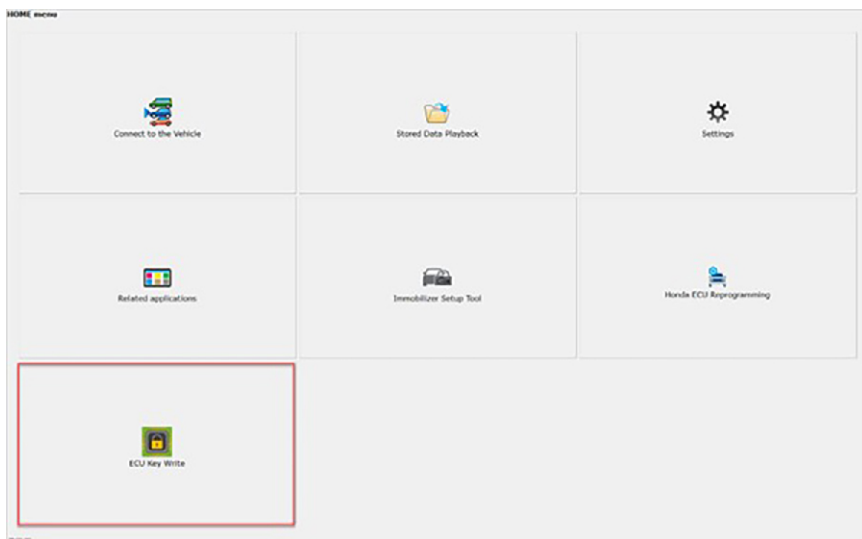 HOME menu
Connect to the Vehicle
Stored Data Playback
Settings
Related applications
Immobilizer Setup Tool
Honda ECU Reprogramming
ECU Key Write